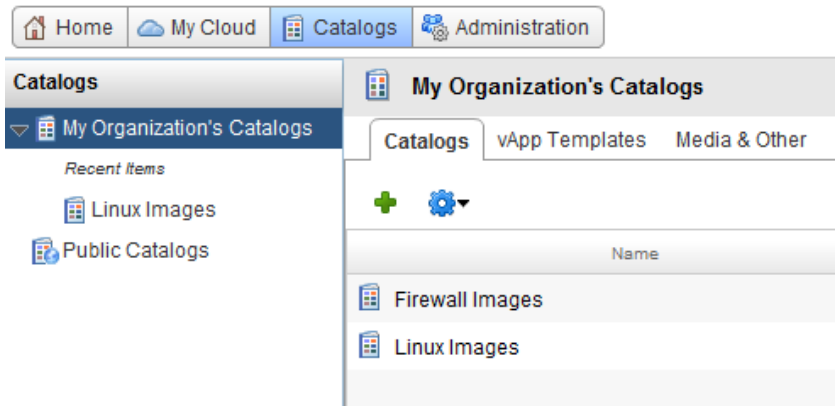 Home My Cloud Catalogs Administration
Catalogs
My Organization's Catalogs
Recent Items
Linux Images
Public Catalogs
My Organization's Catalogs
Catalogs vApp Templates Media & Other
Name
Firewall Images
Linux Images